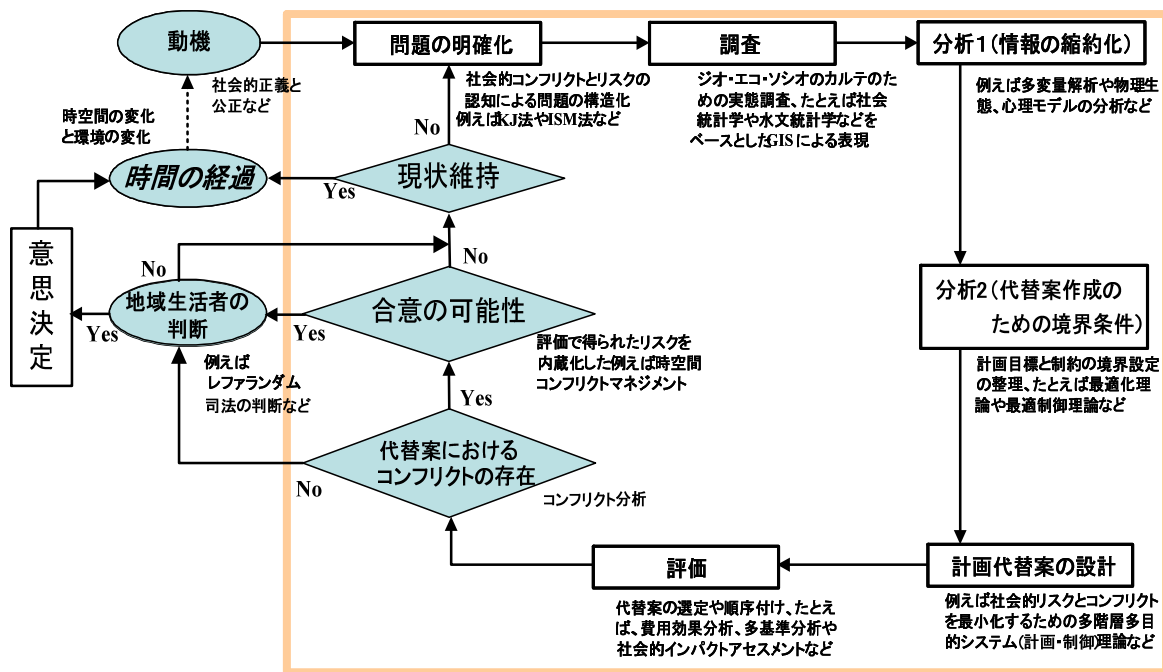 動機
社会的正義と
公正など
時空間の変化
と環境の変化
時間の経過
意思決定
問題の明確化
社会的コンフリクトとリスクの
認知による問題の構造化
例えばKJ法やISM法など
調査
ジオ・エコ・ソシオのカルテのた
めの実態調査、たとえば社会
統計学や水文統計学などを
ベースとしたGISによる表現
分析1(情報の縮約化)
例えば多変量解析や物理生
態、心理モデルの分析など
分析2(代替案作成の
ための境界条件)
計画目標と制約の境界設定
の整理、たとえば最適化理
論や最適制御理論など
計画代替案の設計
例えば社会的リスクとコンフリクト
を最小化するための多階層多目
的システム(計画・制御)理論など
評価
代替案の選定や順序付け、たとえ
ば、費用効果分析、多基準分析や
社会的インパクトアセスメントなど
代替案における
コンフリクトの存在
コンフリクト分析
No
Yes
合意の可能性
評価で得られたリスクを
内蔵化した例えば時空間
コンフリクトマネジメント
Yes
No
地域生活者の
判断
例えば
レファランダム
司法の判断など
Yes
No
現状維持
Yes
No